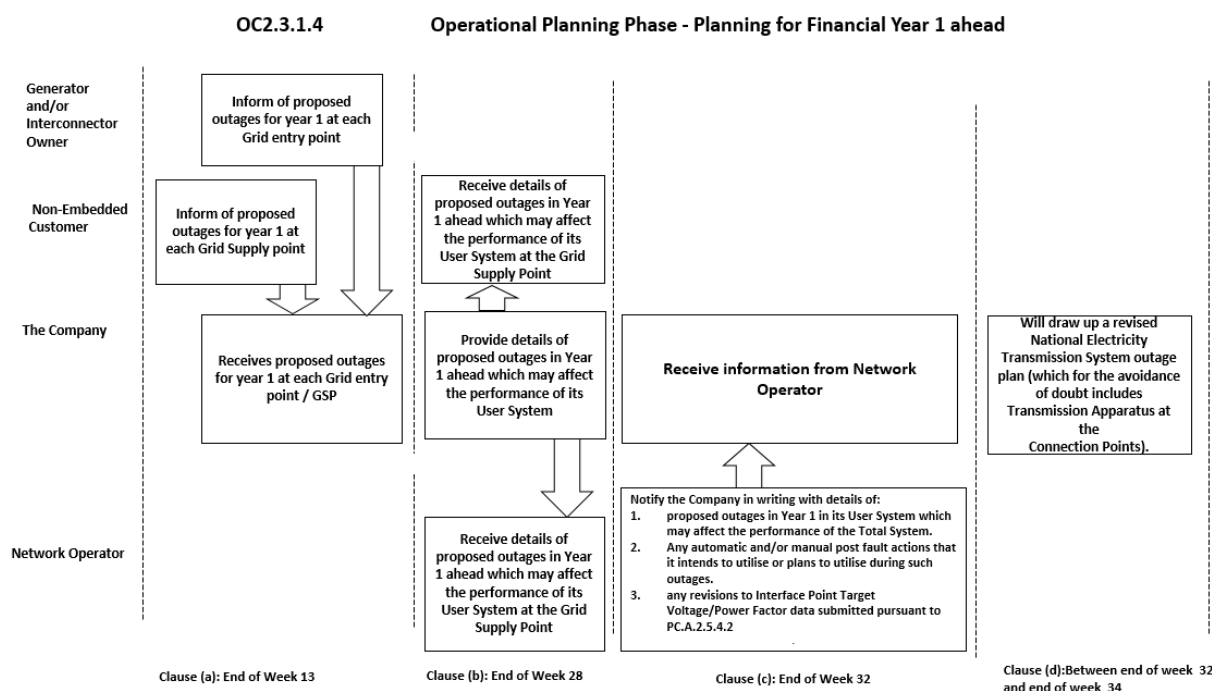 OC2.3.1.4 Operational Planning Phase - Planning for Financial Year 1 ahead
Generator
and/or
Interconnector
Owner
Inform of proposed
outages for year 1 at each
Grid entry point
Non-Embedded
Customer
Inform of proposed
outages for year 1 at
each Grid Supply point
Receive details of
proposed outages in Year
1 ahead which may affect
the performance of its
User System at the Grid
Supply Point
The Company
Receives proposed outages
for year 1 at each Grid entry
point / GSP
Provide details of
proposed outages in Year
1 ahead which may affect
the performance of its
User System
Receive information from Network
Operator
Will draw up a revised
National Electricity
Transmission System outage
plan (which for the avoidance
of doubt includes
Transmission Apparatus at
the
Connection Points).
Network Operator
Receive details of
proposed outages in Year
1 ahead which may affect
the performance of its
User System at the Grid
Supply Point
Notify the Company in writing with details of:
1. proposed outages in Year 1 in its User System which
may affect the performance of the Total System.
2. Any automatic and/or manual post fault actions that
it intends to utilise or plans to utilise during such
outages.
3. any revisions to Interface Point Target
Voltage/Power Factor data submitted pursuant to
PC.A.2.5.4.2
.
Clause (a): End of Week 13
Clause (b): End of Week 28
Clause (c): End of Week 32
Clause (d):Between end of week 32
and end of week 34